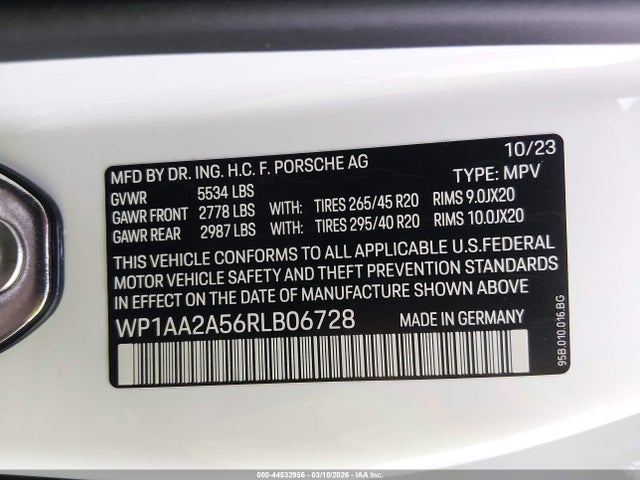 10/23
MFD BY DR. ING. H.C. F. PORSCHE AG
TYPE: MPV
GVWR 5534 LBS
GAWR FRONT 2778 LBS WITH: TIRES 265/45 R20 RIMS 9.0JX20
GAWR REAR 2987 LBS WITH: TIRES 295/40 R20 RIMS 10.0JX20
THIS VEHICLE CONFORMS TO ALL APPLICABLE U.S.FEDERAL
MOTOR VEHICLE SAFETY AND THEFT PREVENTION STANDARDS
IN EFFECT ON THE DATE OF MANUFACTURE SHOWN ABOVE
WP1AA2A56RLB06728 MADE IN GERMANY
95B.010.016.BG
000-44532956 - 03/10/2026 - © IAA Inc.